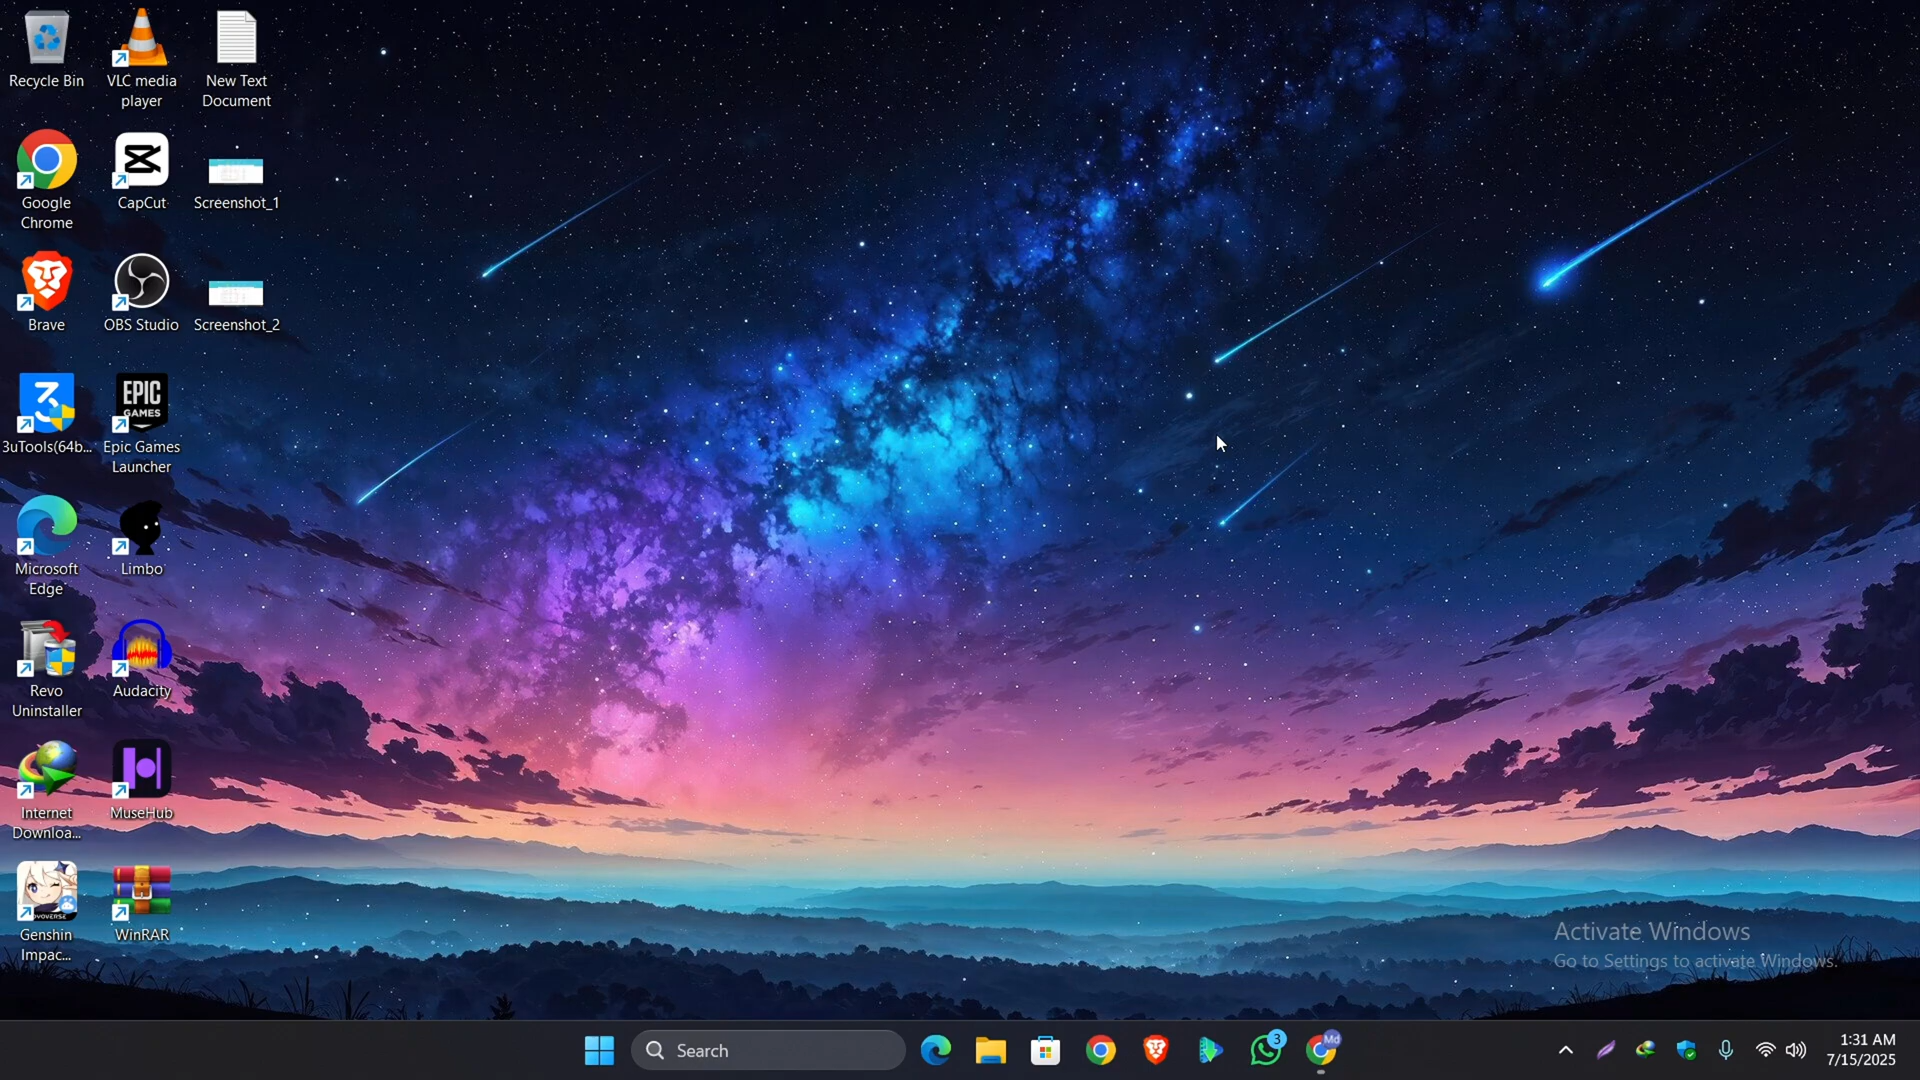 Recycle Bin
VLC media
player
New Text
Document
Google
Chrome
CapCut
Screenshot_1
Brave
OBS Studio
Screenshot_2
3uTools(64b...
EPIC
GAMES
Epic Games
Launcher
Microsoft
Edge
Limbo
Revo
Uninstaller
Audacity
Internet
Downloa...
MuseHub
Genshin
Impac...
WinRAR
Activate Windows
Go to Settings to activate Windows.
Search
3
Md
1:31 AM
7/15/2025